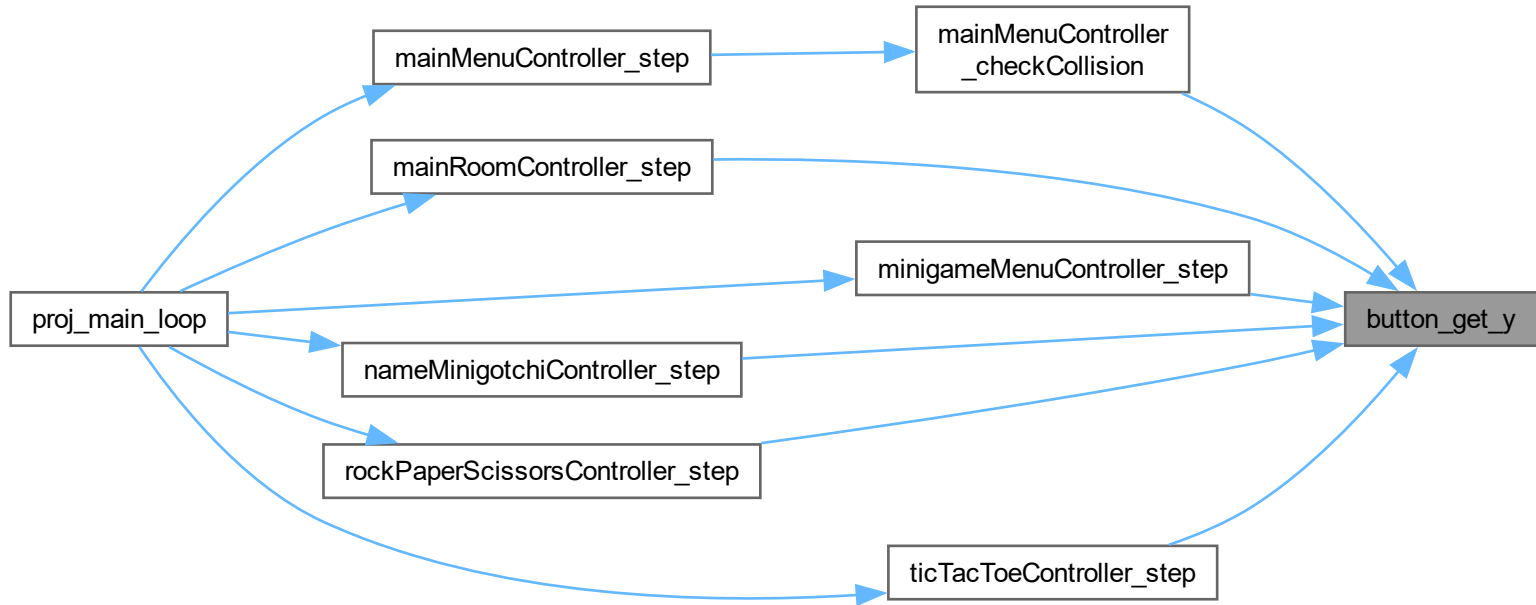 mainMenuController_step
mainMenuController
_checkCollision
mainRoomController_step
minigameMenuController_step
proj_main_loop
button_get_y
nameMinigotchiController_step
rockPaperScissorsController_step
ticTacToeController_step